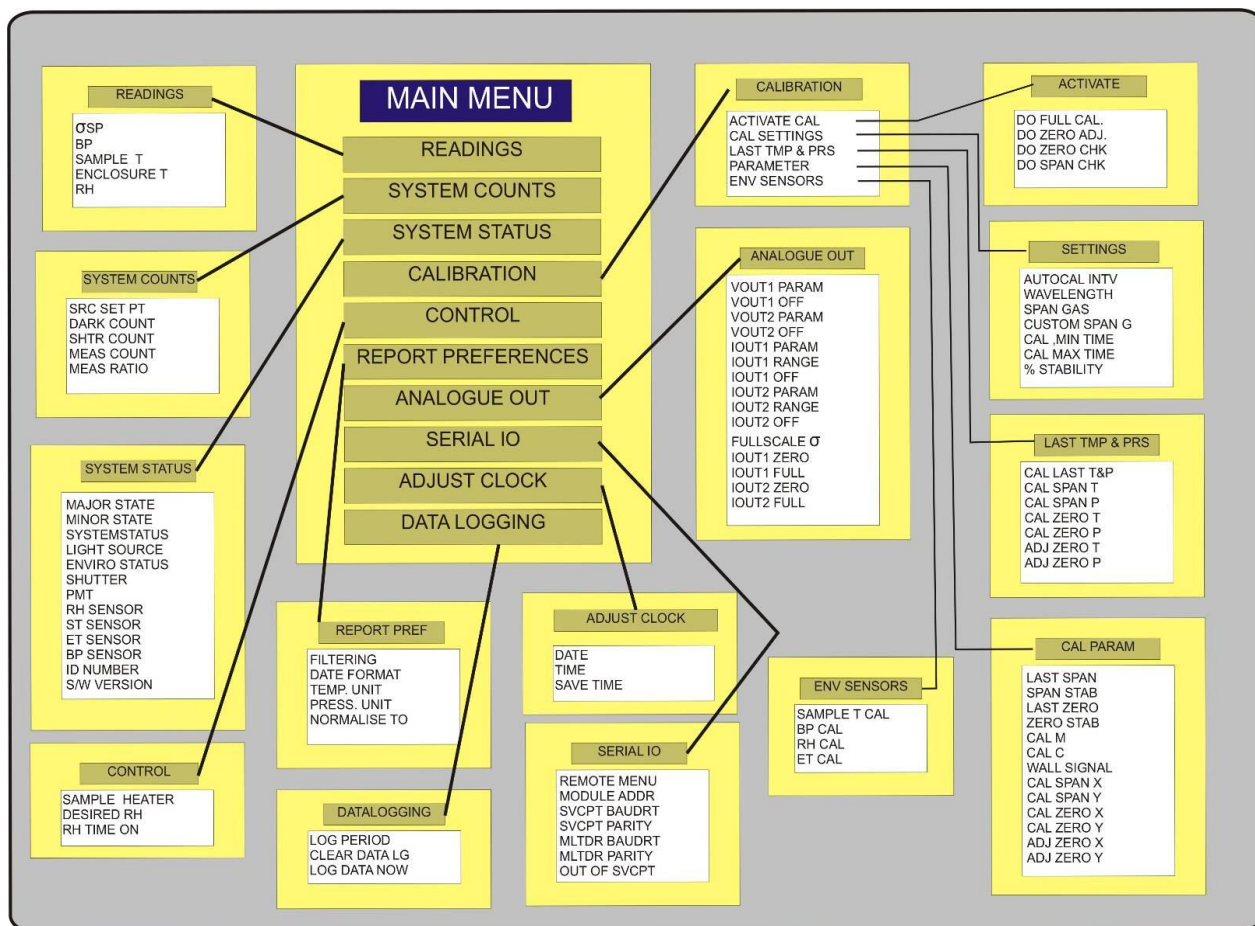 MAIN MENU
READINGS
SYSTEM COUNTS
SYSTEM STATUS
CALIBRATION
CONTROL
REPORT PREFERENCES
ANALOGUE OUT
SERIAL IO
ADJUST CLOCK
DATA LOGGING
READINGS
σSP
BP
SAMPLE T
ENCLOSURE T
RH
SYSTEM COUNTS
SRC SET PT
DARK COUNT
SHTR COUNT
MEAS COUNT
MEAS RATIO
SYSTEM STATUS
MAJOR STATE
MINOR STATE
SYSTEMSTATUS
LIGHT SOURCE
ENVIRO STATUS
SHUTTER
PMT
RH SENSOR
ST SENSOR
ET SENSOR
BP SENSOR
ID NUMBER
S/W VERSION
CONTROL
SAMPLE HEATER
DESIRED RH
RH TIME ON
REPORT PREF
FILTERING
DATE FORMAT
TEMP. UNIT
PRESS. UNIT
NORMALISE TO
DATALOGGING
LOG PERIOD
CLEAR DATA LG
LOG DATA NOW
ADJUST CLOCK
DATE
TIME
SAVE TIME
SERIAL IO
REMOTE MENU
MODULE ADDR
SVCPT BAUDRT
SVCPT PARITY
MLTDR BAUDRT
MLTDR PARITY
OUT OF SVCPT
CALIBRATION
ACTIVATE CAL
CAL SETTINGS
LAST TMP & PRS
PARAMETER
ENV SENSORS
ANALOGUE OUT
VOUT1 PARAM
VOUT1 OFF
VOUT2 PARAM
VOUT2 OFF
IOUT1 PARAM
IOUT1 RANGE
IOUT1 OFF
IOUT2 PARAM
IOUT2 RANGE
IOUT2 OFF
FULLSCALE σ
IOUT1 ZERO
IOUT1 FULL
IOUT2 ZERO
IOUT2 FULL
ENV SENSORS
SAMPLE T CAL
BP CAL
RH CAL
ET CAL
ACTIVATE
DO FULL CAL.
DO ZERO ADJ.
DO ZERO CHK
DO SPAN CHK
SETTINGS
AUTOCAL INTV
WAVELENGTH
SPAN GAS
CUSTOM SPAN G
CAL ,MIN TIME
CAL MAX TIME
% STABILITY
LAST TMP & PRS
CAL LAST T&P
CAL SPAN T
CAL SPAN P
CAL ZERO T
CAL ZERO P
ADJ ZERO T
ADJ ZERO P
CAL PARAM
LAST SPAN
SPAN STAB
LAST ZERO
ZERO STAB
CAL M
CAL C
WALL SIGNAL
CAL SPAN X
CAL SPAN Y
CAL ZERO X
CAL ZERO Y
ADJ ZERO X
ADJ ZERO Y